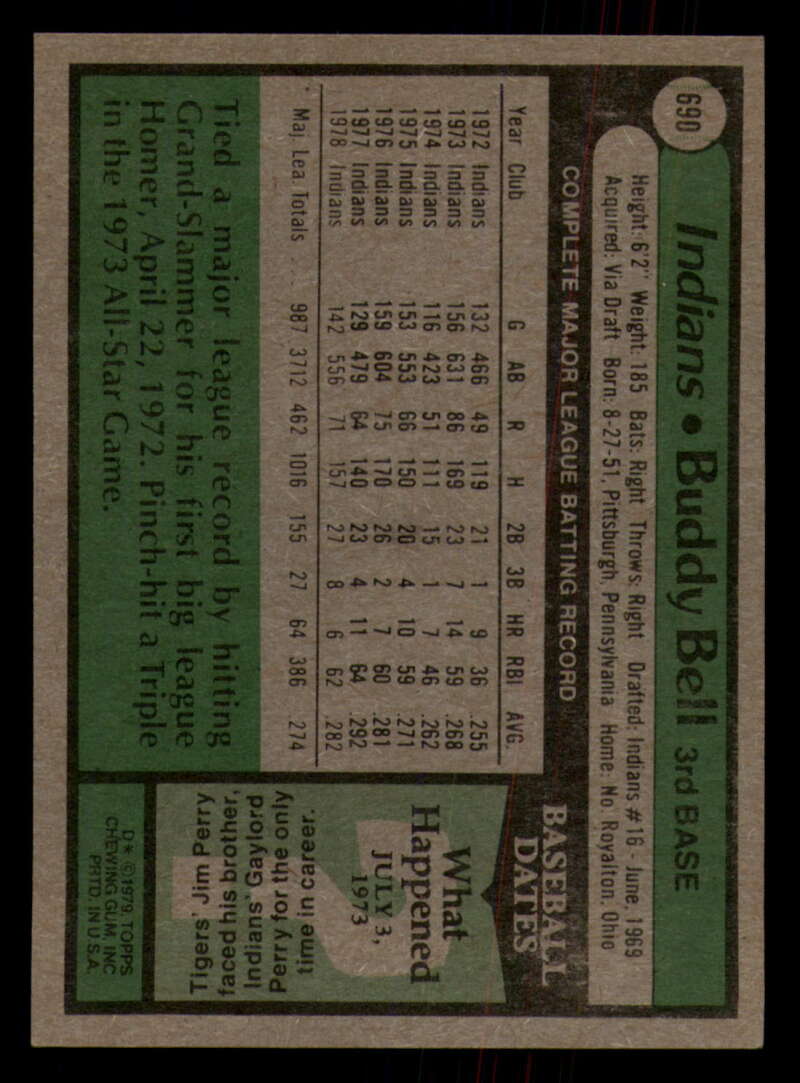 690
Indians • Buddy Bell 3rd BASE
Height: 6'2" Weight: 185 Bats: Right Throws: Right Drafted: Indians #16 - June, 1969
Acquired: Via Draft Born: 8-27-51, Pittsburgh, Pennsylvania Home: No. Royalton, Ohio
COMPLETE MAJOR LEAGUE BATTING RECORD
Year Club G AB R H 2B 3B HR RBI AVG.
1972 Indians 132 466 49 119 21 1 9 36 .255
1973 Indians 156 631 86 169 23 7 14 59 .268
1974 Indians 116 423 51 111 15 1 7 46 .262
1975 Indians 153 553 66 150 20 4 10 59 .271
1976 Indians 159 604 75 170 26 2 7 60 .281
1977 Indians 129 479 64 140 23 4 11 64 .292
1978 Indians 142 556 71 157 27 8 6 62 .282
Maj. Lea. Totals 987 3712 462 1016 155 27 64 386 .274
Tied a major league record by hitting
Grand-Slammer for his first big league
Homer, April 22, 1972. Pinch-hit a Triple
in the 1973 All-Star Game.
BASEBALL
DATES
What
Happened
JULY 3,
1973
Tigers' Jim Perry
faced his brother,
Indians' Gaylord
Perry for the only
time in career.
D* ©1979, TOPPS
CHEWING GUM, INC.
PRTD. IN U.S.A.